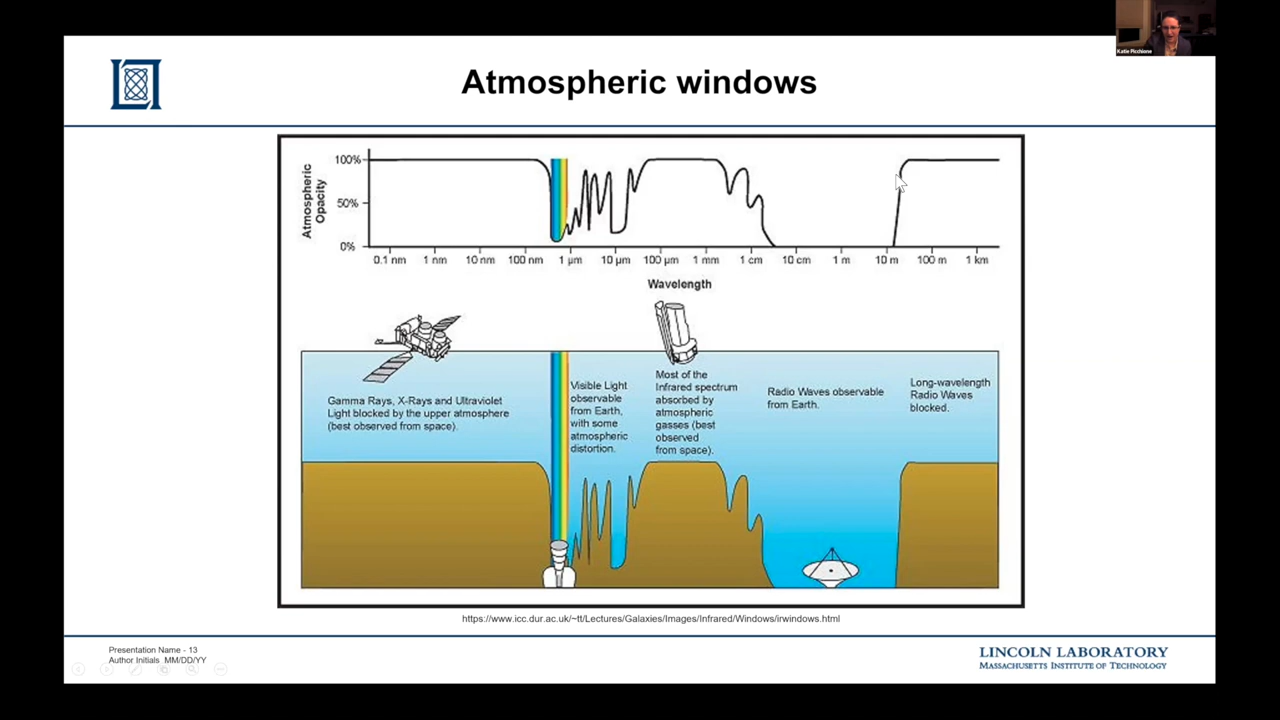 Katie Picchione
Atmospheric windows
Atmospheric
Opacity
100%
50%
0%
0.1 nm 1 nm 10 nm 100 nm 1 μm 10 μm 100 μm 1 mm 1 cm 10 cm 1 m 10 m 100 m 1 km
Wavelength
Gamma Rays, X-Rays and Ultraviolet
Light blocked by the upper atmosphere
(best observed from space).
Visible Light
observable
from Earth,
with some
atmospheric
distortion.
Most of the
Infrared spectrum
absorbed by
atmospheric
gasses (best
observed
from space).
Radio Waves observable
from Earth.
Long-wavelength
Radio Waves
blocked.
https://www.icc.dur.ac.uk/~tt/Lectures/Galaxies/Images/Infrared/Windows/irwindows.html
Presentation Name - 13
Author Initials MM/DD/YY
LINCOLN LABORATORY
MASSACHUSETTS INSTITUTE OF TECHNOLOGY